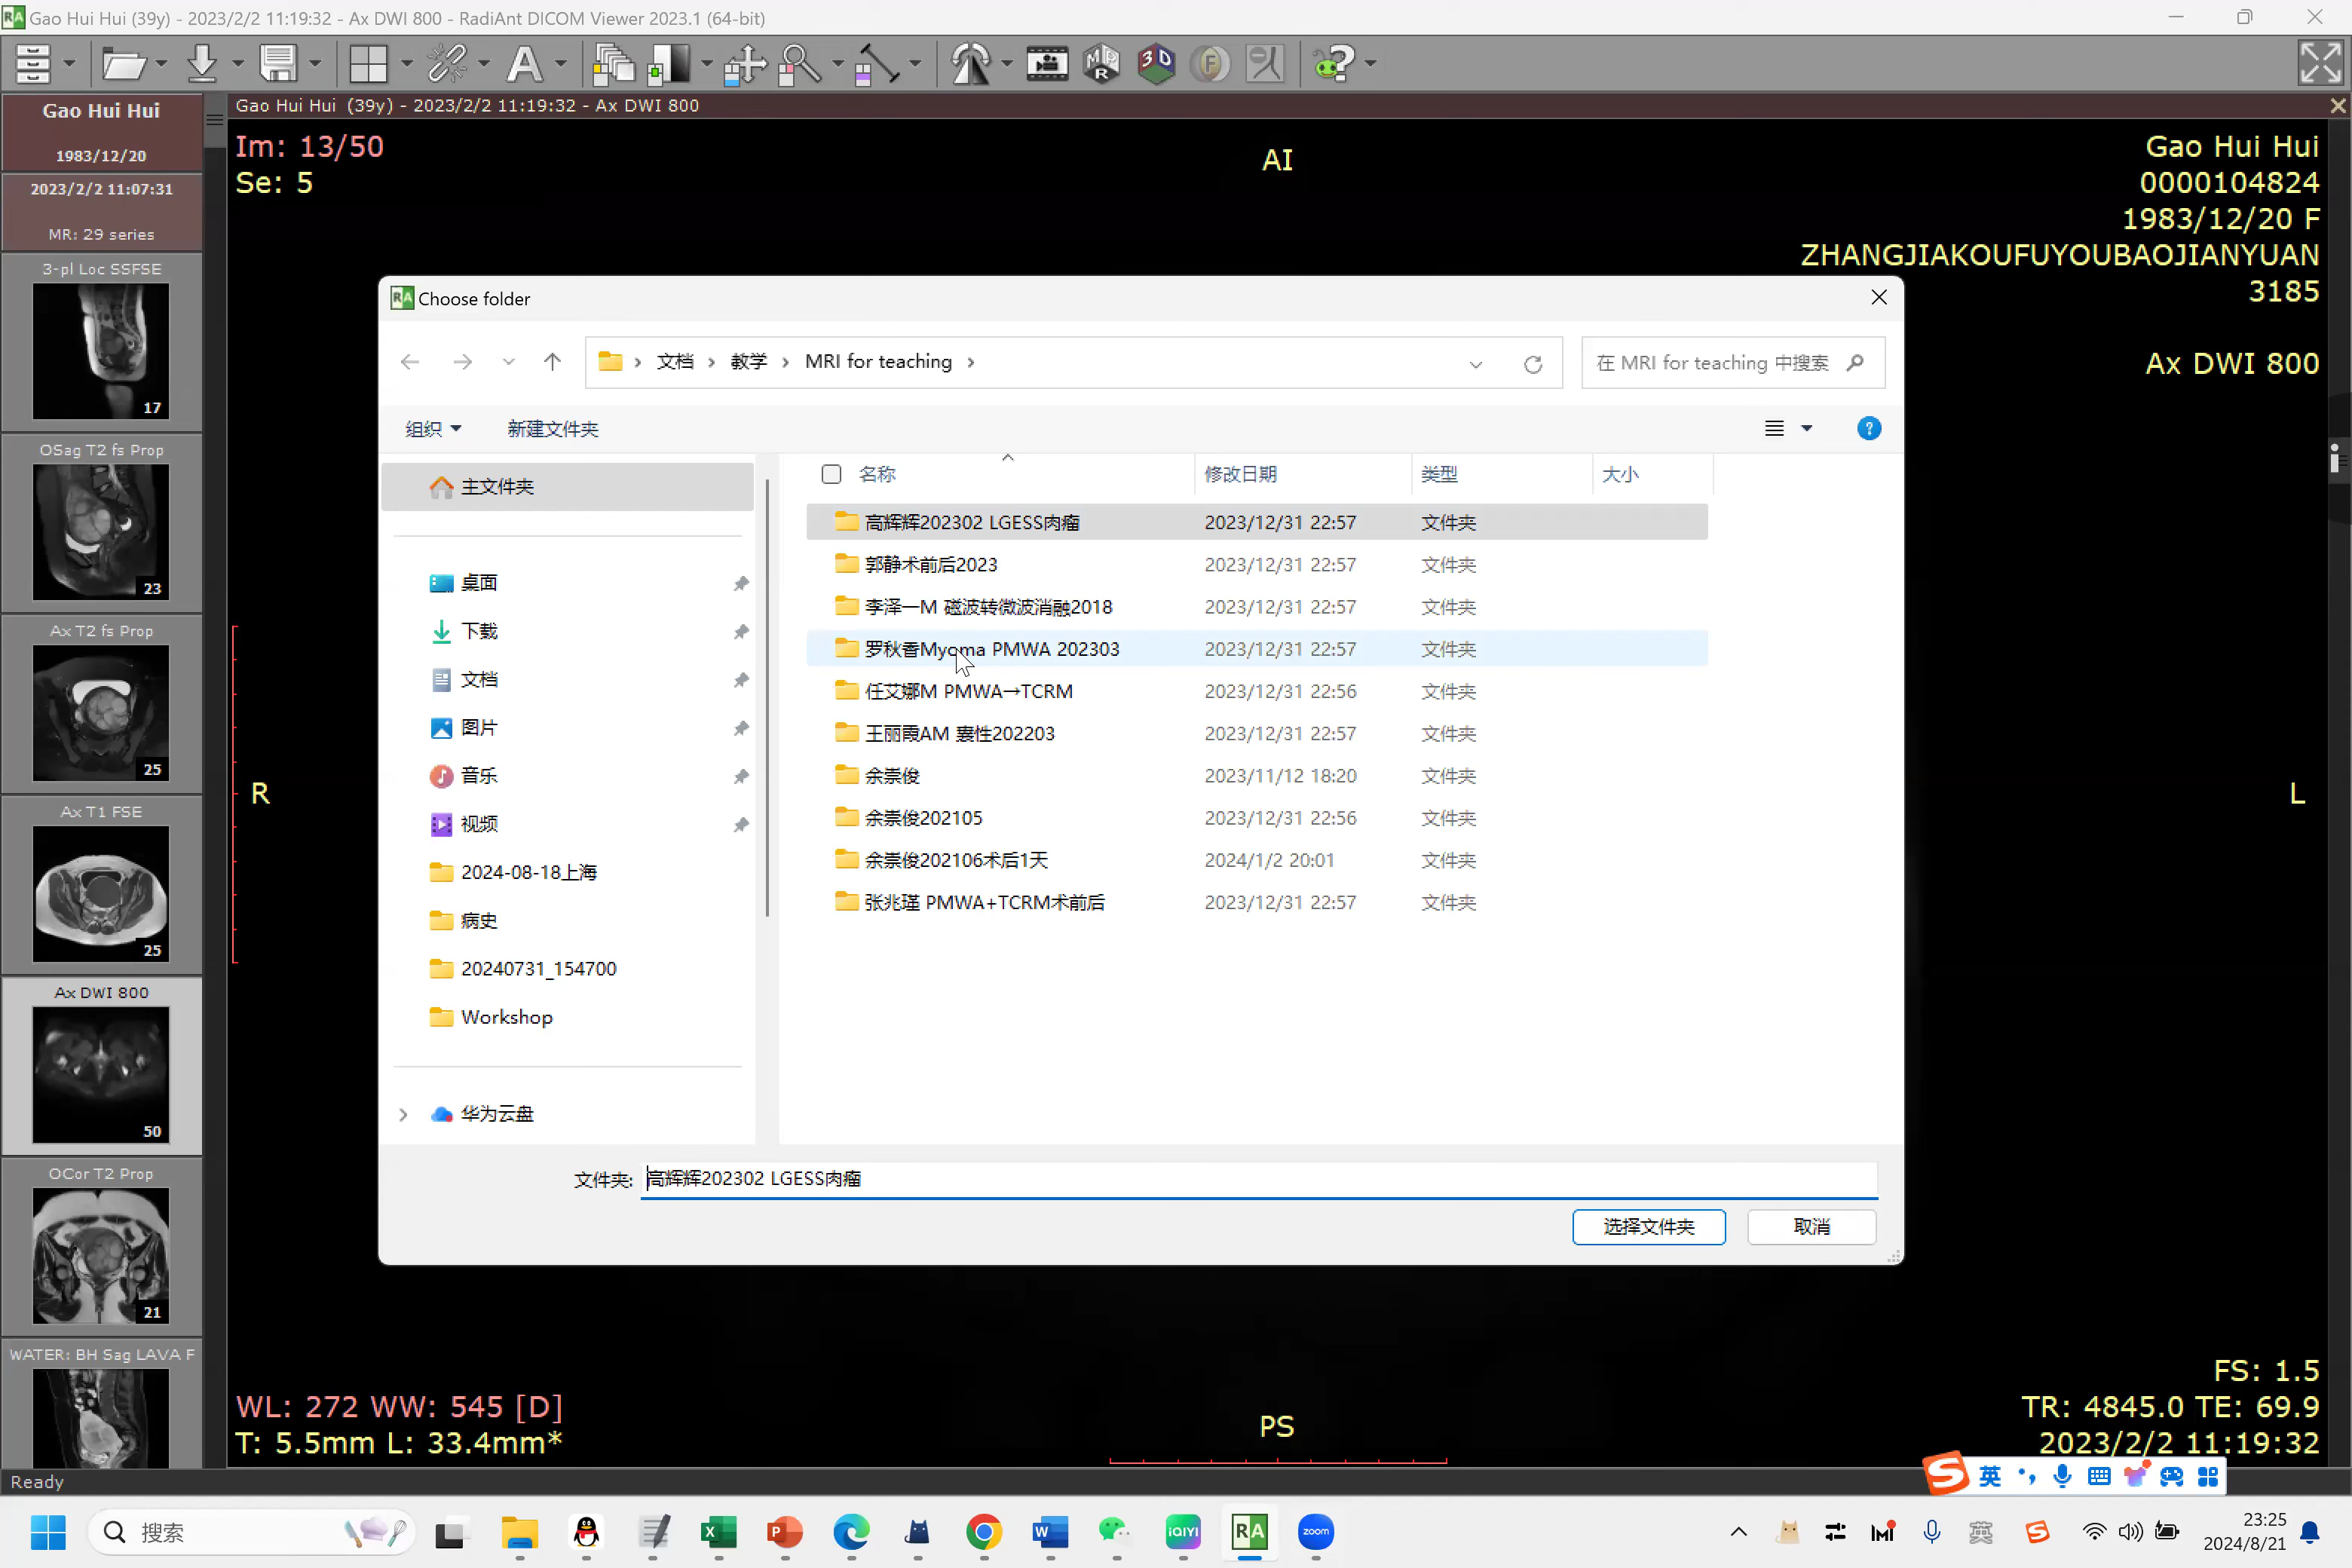 Gao Hui Hui (39y) - 2023/2/2 11:19:32 - Ax DWI 800 - RadiAnt DICOM Viewer 2023.1 (64-bit)
Gao Hui Hui
1983/12/20
2023/2/2 11:07:31
MR: 29 series
3-pl Loc SSFSE
17
OSag T2 fs Prop
23
Ax T2 fs Prop
25
Ax T1 FSE
25
Ax DWI 800
50
OCor T2 Prop
21
WATER: BH Sag LAVA F
Gao Hui Hui (39y) - 2023/2/2 11:19:32 - Ax DWI 800
Im: 13/50
Se: 5
AI
Gao Hui Hui
0000104824
1983/12/20 F
ZHANGJIAKOUFUYOUBAOJIANYUAN
3185
Ax DWI 800
R
L
Choose folder
文档 › 教学 › MRI for teaching ›
在 MRI for teaching 中搜索
组织
新建文件夹
主文件夹
桌面
下载
文档
图片
音乐
视频
2024-08-18上海
病史
20240731_154700
Workshop
华为云盘
名称 修改日期 类型 大小
高辉辉202302 LGESS肉瘤 2023/12/31 22:57 文件夹
郭静术前后2023 2023/12/31 22:57 文件夹
李泽一M 磁波转微波消融2018 2023/12/31 22:57 文件夹
罗秋香Myoma PMWA 202303 2023/12/31 22:57 文件夹
任艾娜M PMWA→TCRM 2023/12/31 22:56 文件夹
王丽霞AM 囊性202203 2023/12/31 22:57 文件夹
余崇俊 2023/11/12 18:20 文件夹
余崇俊202105 2023/12/31 22:56 文件夹
余崇俊202106术后1天 2024/1/2 20:01 文件夹
张兆瑾 PMWA+TCRM术前后 2023/12/31 22:57 文件夹
文件夹: 高辉辉202302 LGESS肉瘤
选择文件夹
取消
WL: 272 WW: 545 [D]
T: 5.5mm L: 33.4mm*
PS
FS: 1.5
TR: 4845.0 TE: 69.9
2023/2/2 11:19:32
Ready
英
搜索
iQIYI
RA
zoom
英
23:25
2024/8/21